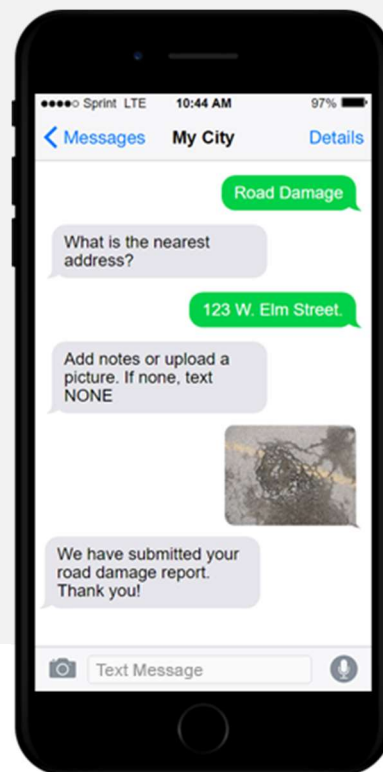 Sprint LTE 10:44 AM 97%
Messages My City Details
Road Damage
What is the nearest
address?
123 W. Elm Street.
Add notes or upload a
picture. If none, text
NONE
We have submitted your
road damage report.
Thank you!
Text Message